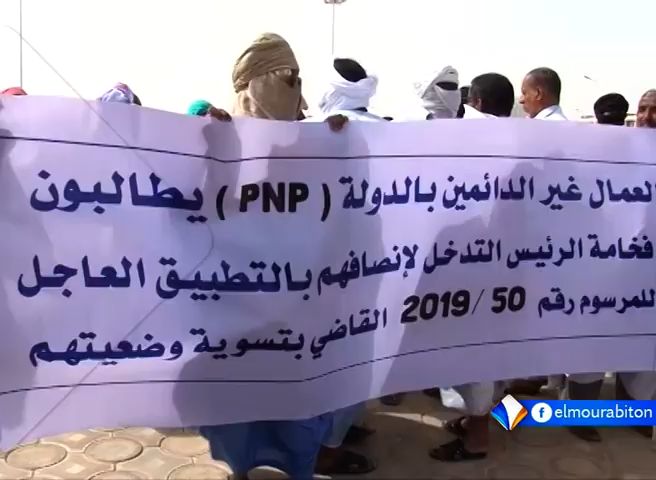 العمال غير الدائمين بالدولة ( PNP ) يطالبون
فخامة الرئيس التدخل لإنصافهم بالتطبيق العاجل
للمرسوم رقم 50 / 2019 القاضي بتسوية وضعيتهم
elmourabiton